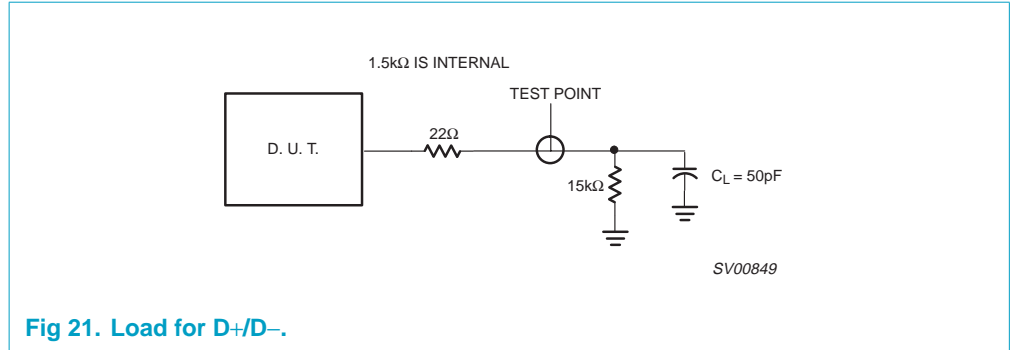 1.5kΩ IS INTERNAL
TEST POINT
D. U. T.
22Ω
15kΩ
CL = 50pF
SV00849
Fig 21. Load for D+/D−.